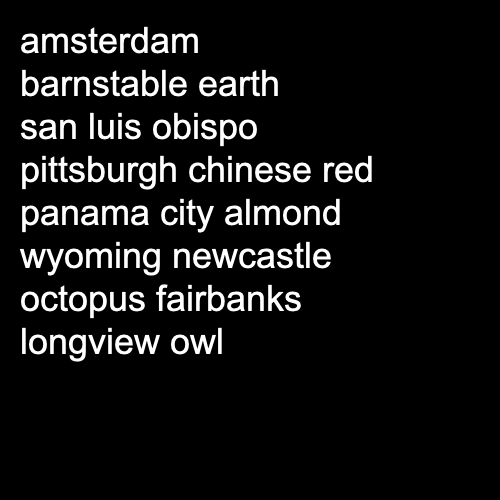 amsterdam
barnstable earth
san luis obispo
pittsburgh chinese red
panama city almond
wyoming newcastle
octopus fairbanks
longview owl